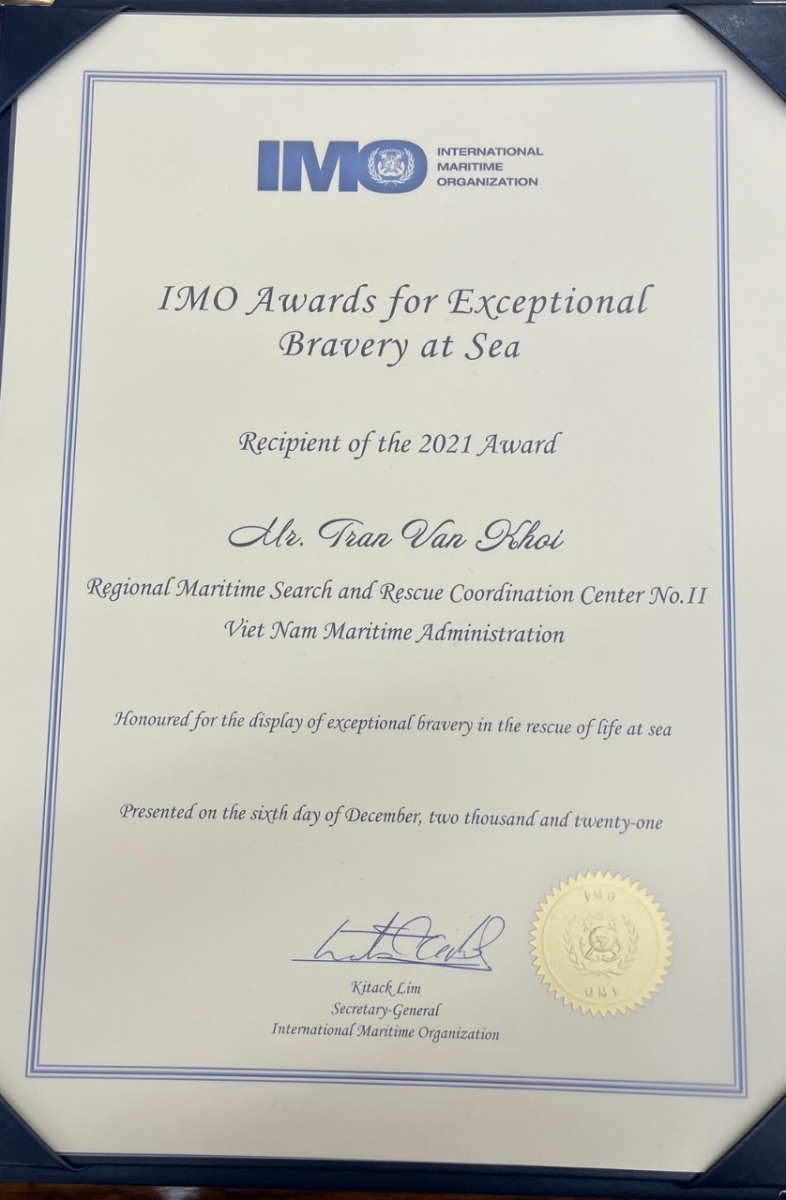 IMO
INTERNATIONAL
MARITIME
ORGANIZATION
IMO Awards for Exceptional
Bravery at Sea
Recipient of the 2021 Award
Mr. Tran Van Khoi
Regional Maritime Search and Rescue Coordination Center No.II
Viet Nam Maritime Administration
Honoured for the display of exceptional bravery in the rescue of life at sea
Presented on the sixth day of December, two thousand and twenty-one
Kitack Lim
Secretary-General
International Maritime Organization
IMO
IMO